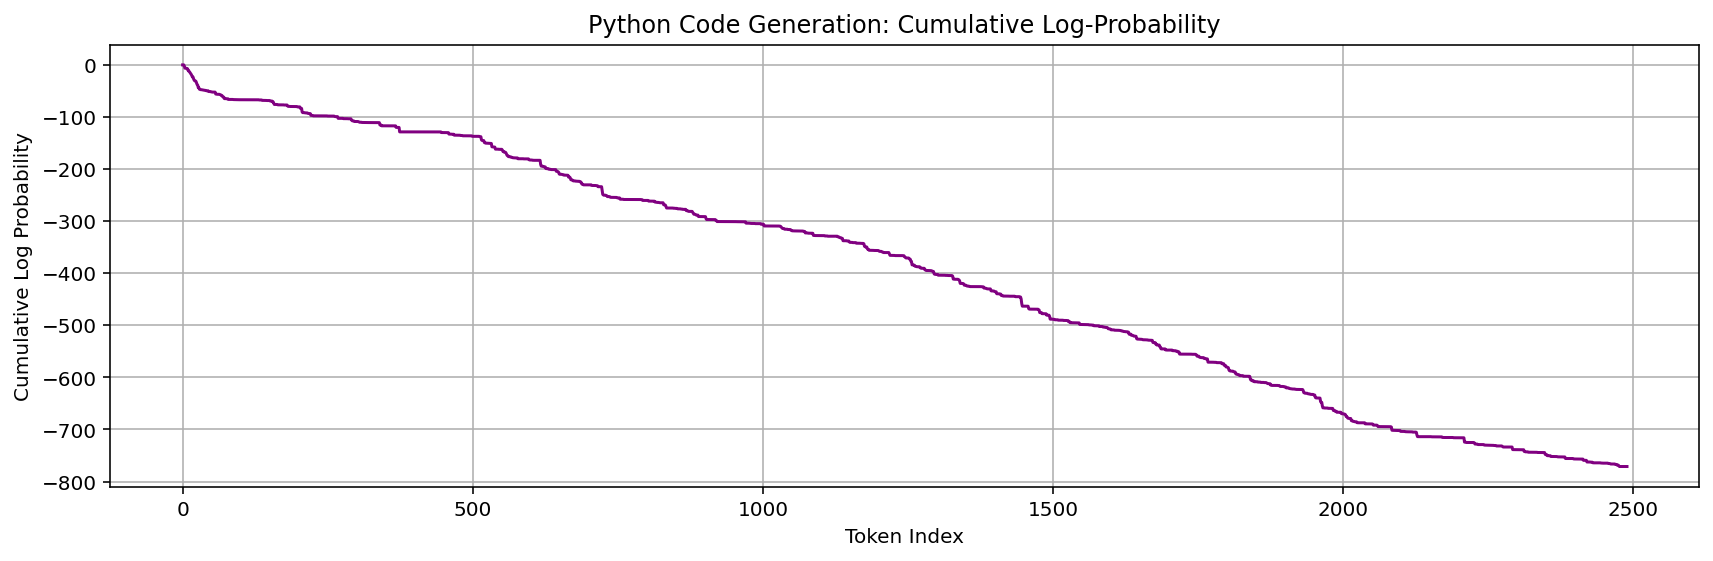 Python Code Generation: Cumulative Log-Probability
Cumulative Log Probability
0
−100
−200
−300
−400
−500
−600
−700
−800
0 500 1000 1500 2000 2500
Token Index